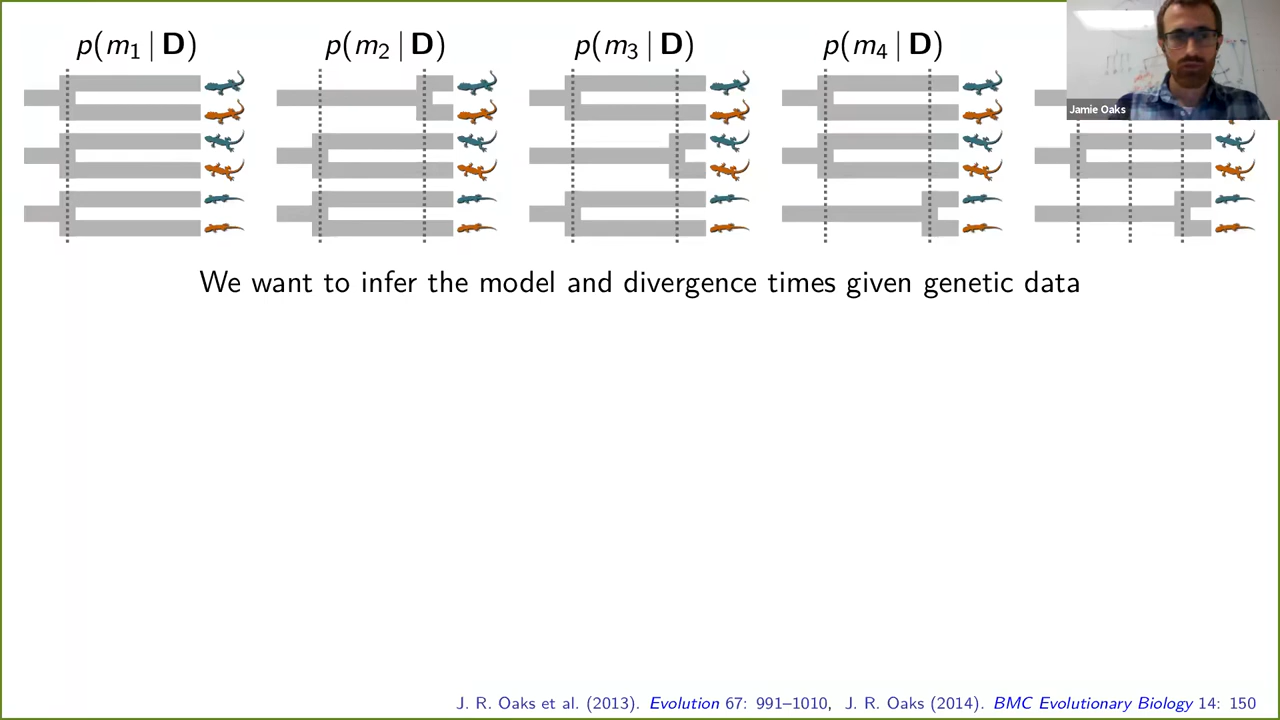 p(m₁ | D) p(m₂ | D) p(m₃ | D) p(m₄ | D)
Jamie Oaks
We want to infer the model and divergence times given genetic data
J. R. Oaks et al. (2013). Evolution 67: 991–1010, J. R. Oaks (2014). BMC Evolutionary Biology 14: 150